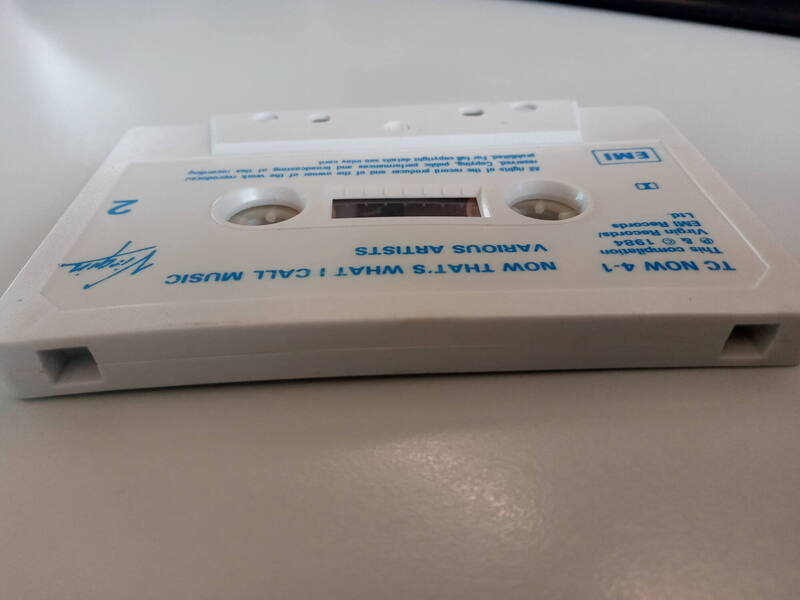 TC NOW 4-1
This compilation
℗ & © 1984
Virgin Records/
EMI Records
Ltd.
EMI
NOW THAT'S WHAT I CALL MUSIC
VARIOUS ARTISTS
Virgin
2
All rights of the record producer and of the owner of the work reproduced
reserved. Copying, public performances and broadcasting of this recording
prohibited. For full copyright details see inlay card.